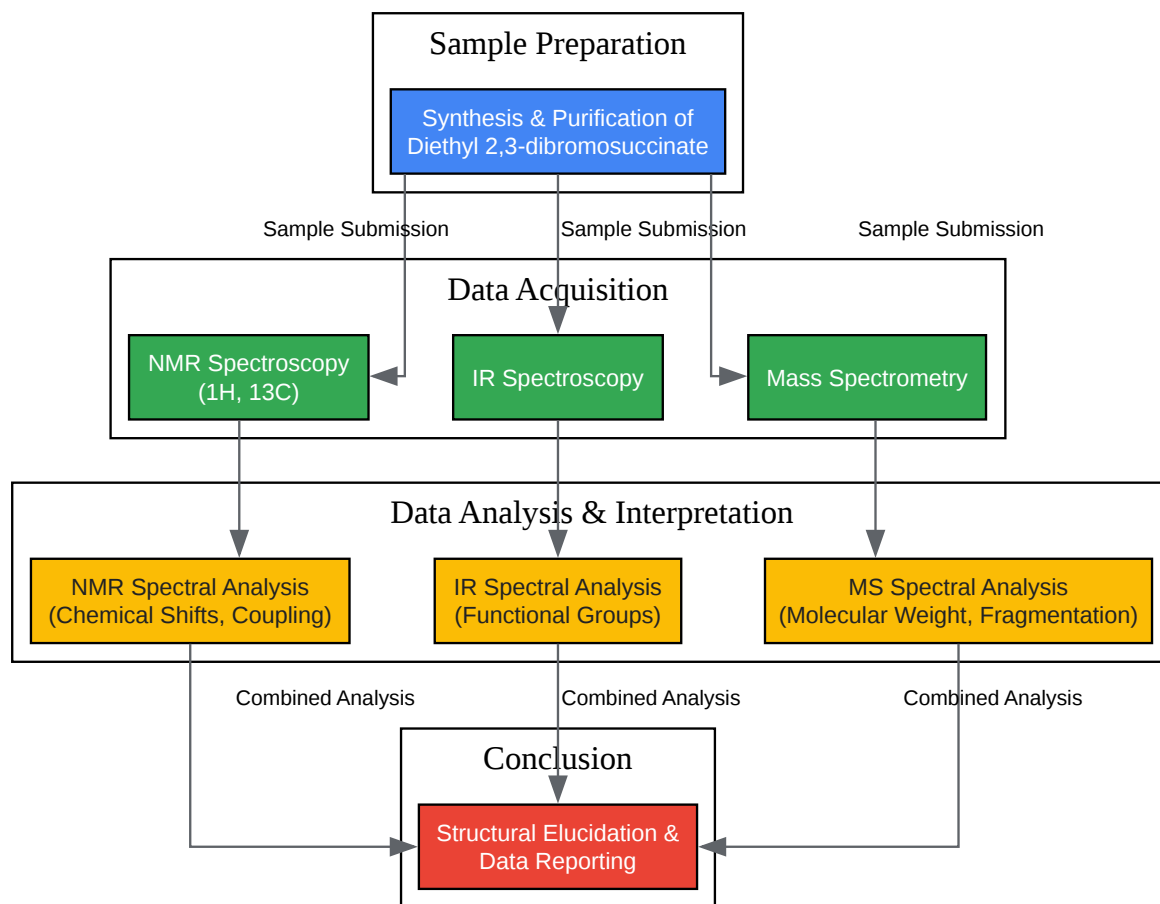 Sample Preparation
Synthesis & Purification of
Diethyl 2,3-dibromosuccinate
Sample Submission
Sample Submission
Sample Submission
Data Acquisition
NMR Spectroscopy
(1H, 13C)
IR Spectroscopy
Mass Spectrometry
Data Analysis & Interpretation
NMR Spectral Analysis
(Chemical Shifts, Coupling)
IR Spectral Analysis
(Functional Groups)
MS Spectral Analysis
(Molecular Weight, Fragmentation)
Combined Analysis
Combined Analysis
Combined Analysis
Conclusion
Structural Elucidation &
Data Reporting